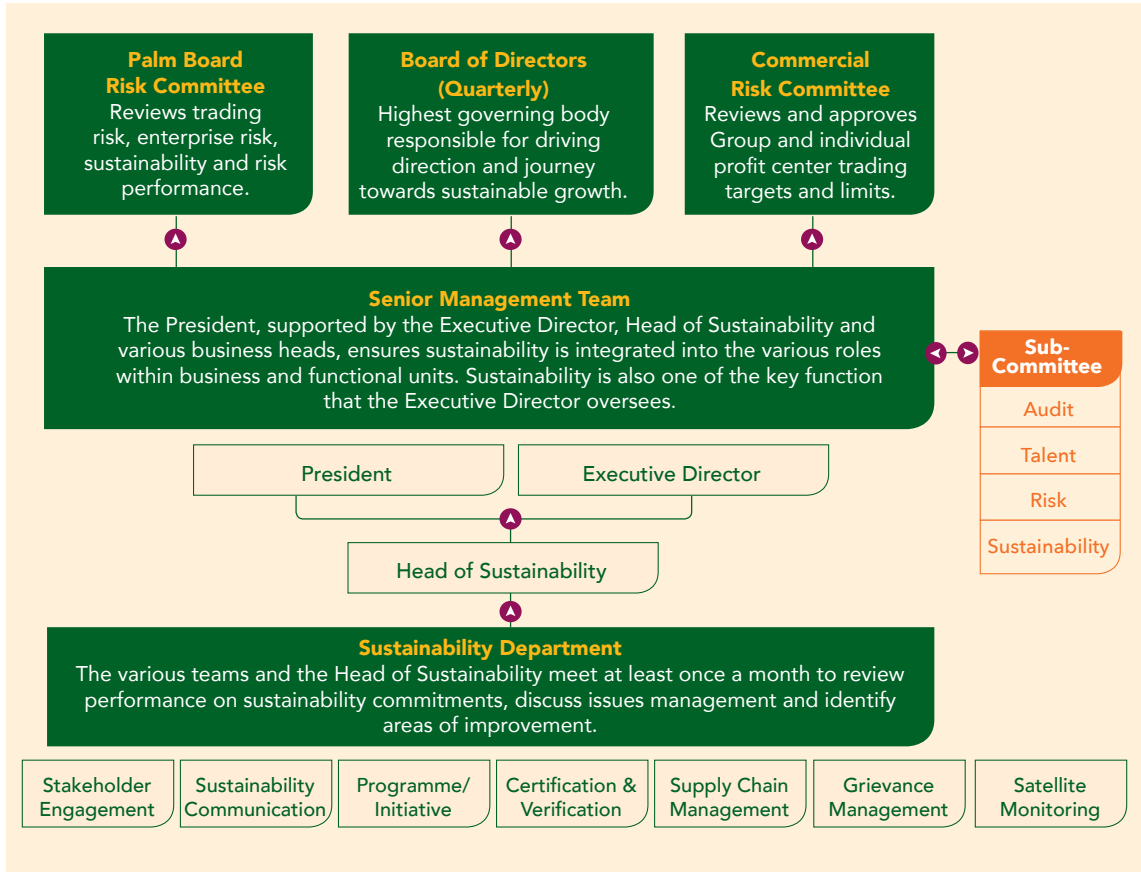 Palm Board
Risk Committee
Reviews trading
risk, enterprise risk,
sustainability and risk
performance.
Board of Directors
(Quarterly)
Highest governing body
responsible for driving
direction and journey
towards sustainable growth.
Commercial
Risk Committee
Reviews and approves
Group and individual
profit center trading
targets and limits.
Senior Management Team
The President, supported by the Executive Director, Head of Sustainability and
various business heads, ensures sustainability is integrated into the various roles
within business and functional units. Sustainability is also one of the key function
that the Executive Director oversees.
Sub-
Committee
Audit
Talent
Risk
Sustainability
President
Executive Director
Head of Sustainability
Sustainability Department
The various teams and the Head of Sustainability meet at least once a month to review
performance on sustainability commitments, discuss issues management and identify
areas of improvement.
Stakeholder
Engagement
Sustainability
Communication
Programme/
Initiative
Certification &
Verification
Supply Chain
Management
Grievance
Management
Satellite
Monitoring